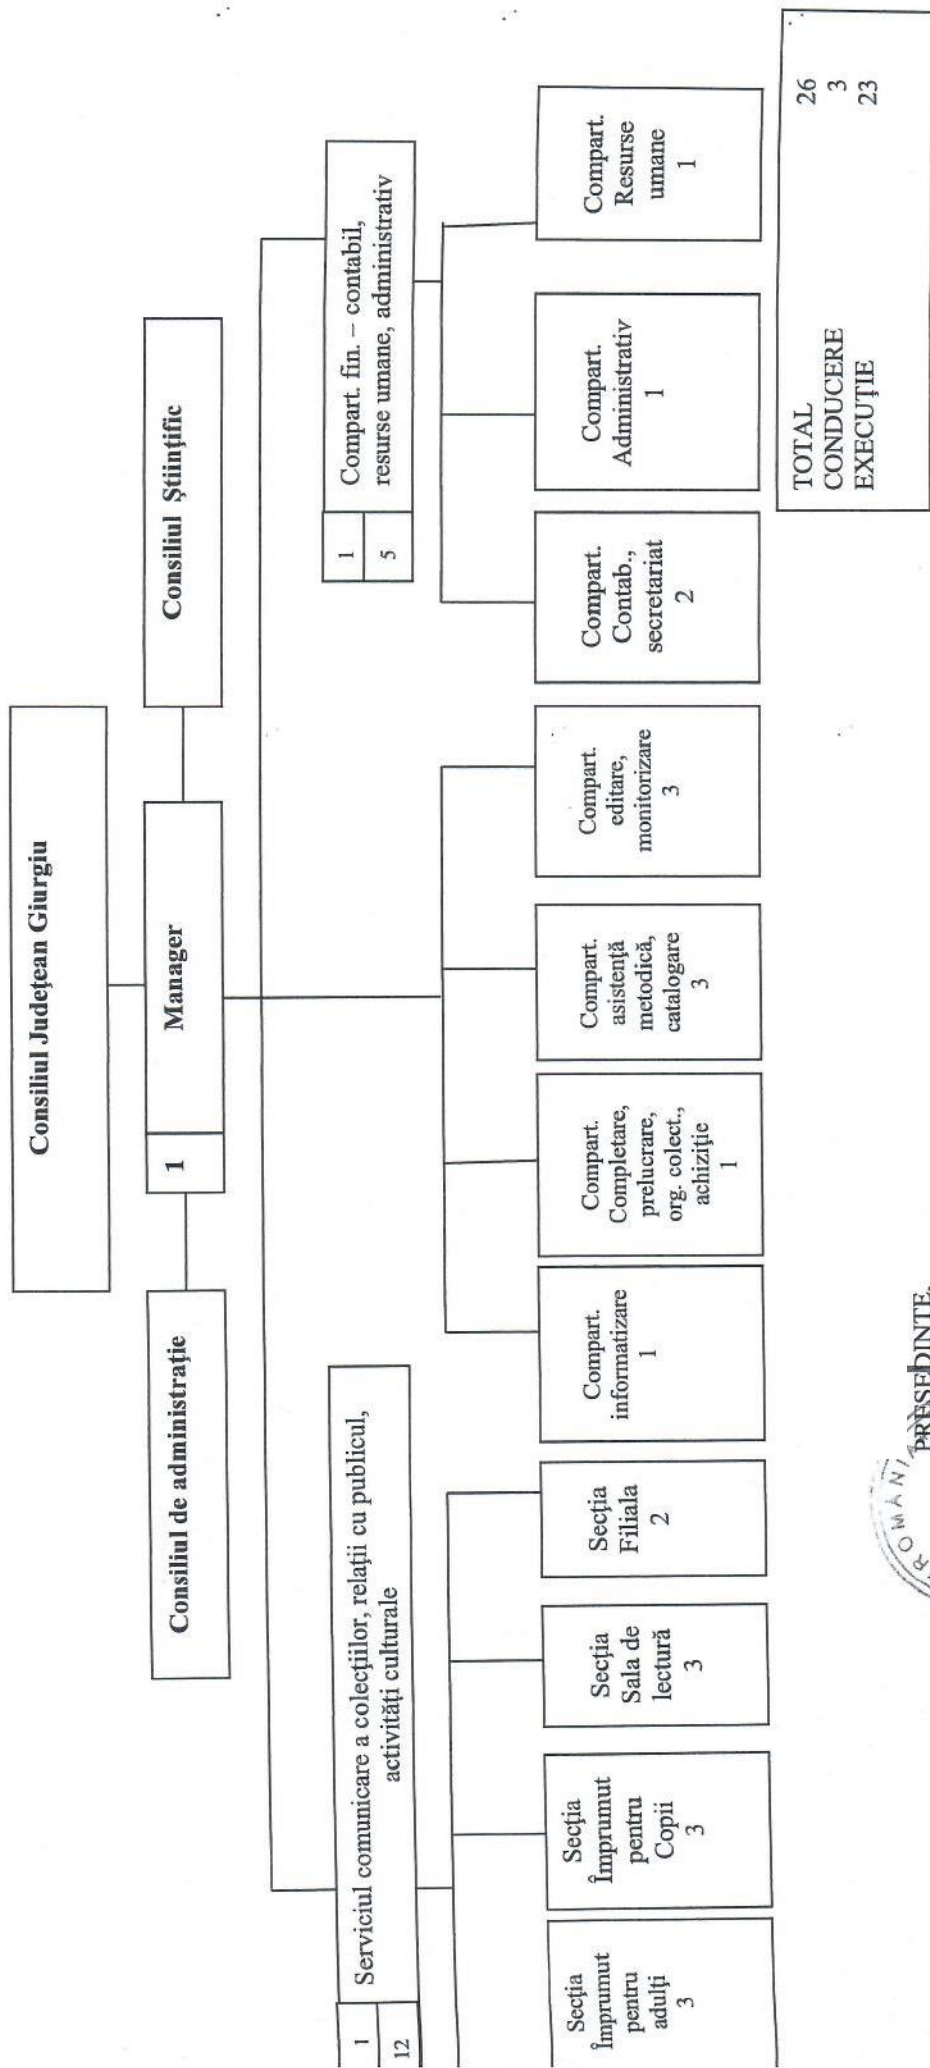 Consiliul Județean Giurgiu
Consiliul de administrație
1
Manager
Consiliul Științific
1
12
Serviciul comunicare a colecțiilor, relații cu publicul,
activități culturale
1
5
Compart. fin. – contabil,
resurse umane, administrativ
Secția
Împrumut
pentru
adulți
3
Secția
Împrumut
pentru
Copii
3
Secția
Sala de
lectură
3
Secția
Filiala
2
Compart.
informatizare
1
Compart.
Completare,
prelucrare,
org. colect.,
achiziție
1
Compart.
asistență
metodică,
catalogare
3
Compart.
editare,
monitorizare
3
Compart.
Contab.,
secretariat
2
Compart.
Administrativ
1
Compart.
Resurse
umane
1
TOTAL 26
CONDUCERE 3
EXECUȚIE 23
PREȘEDINTE,
ROMANIA